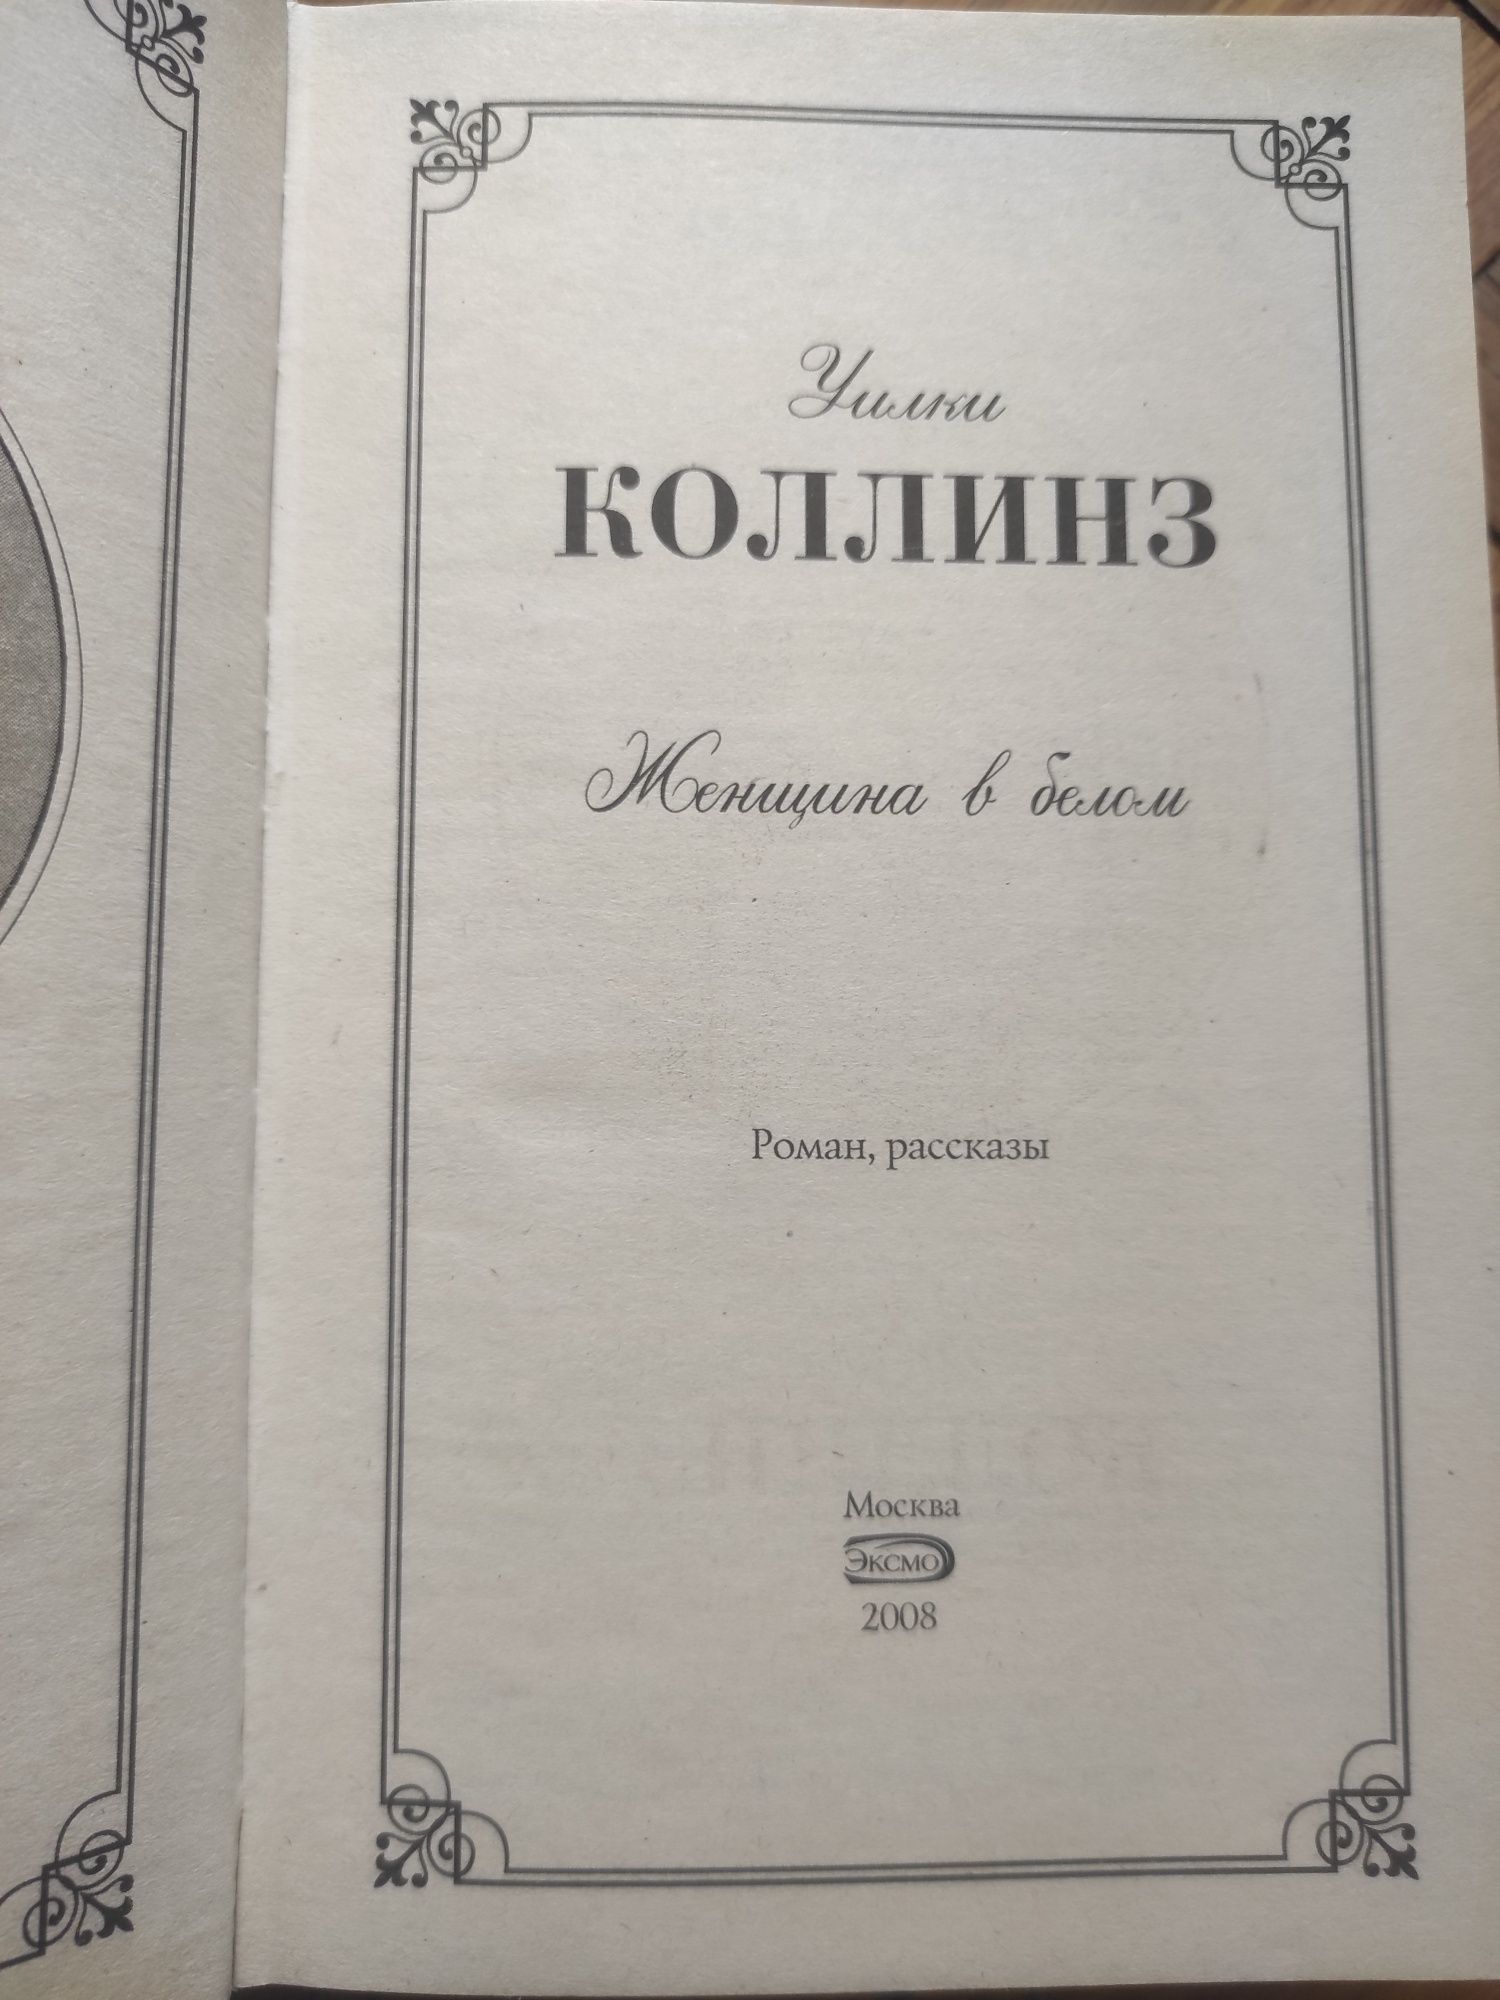 Уилки
КОЛЛИНЗ
Женщина в белом
Роман, рассказы
Москва
ЭКСМО
2008